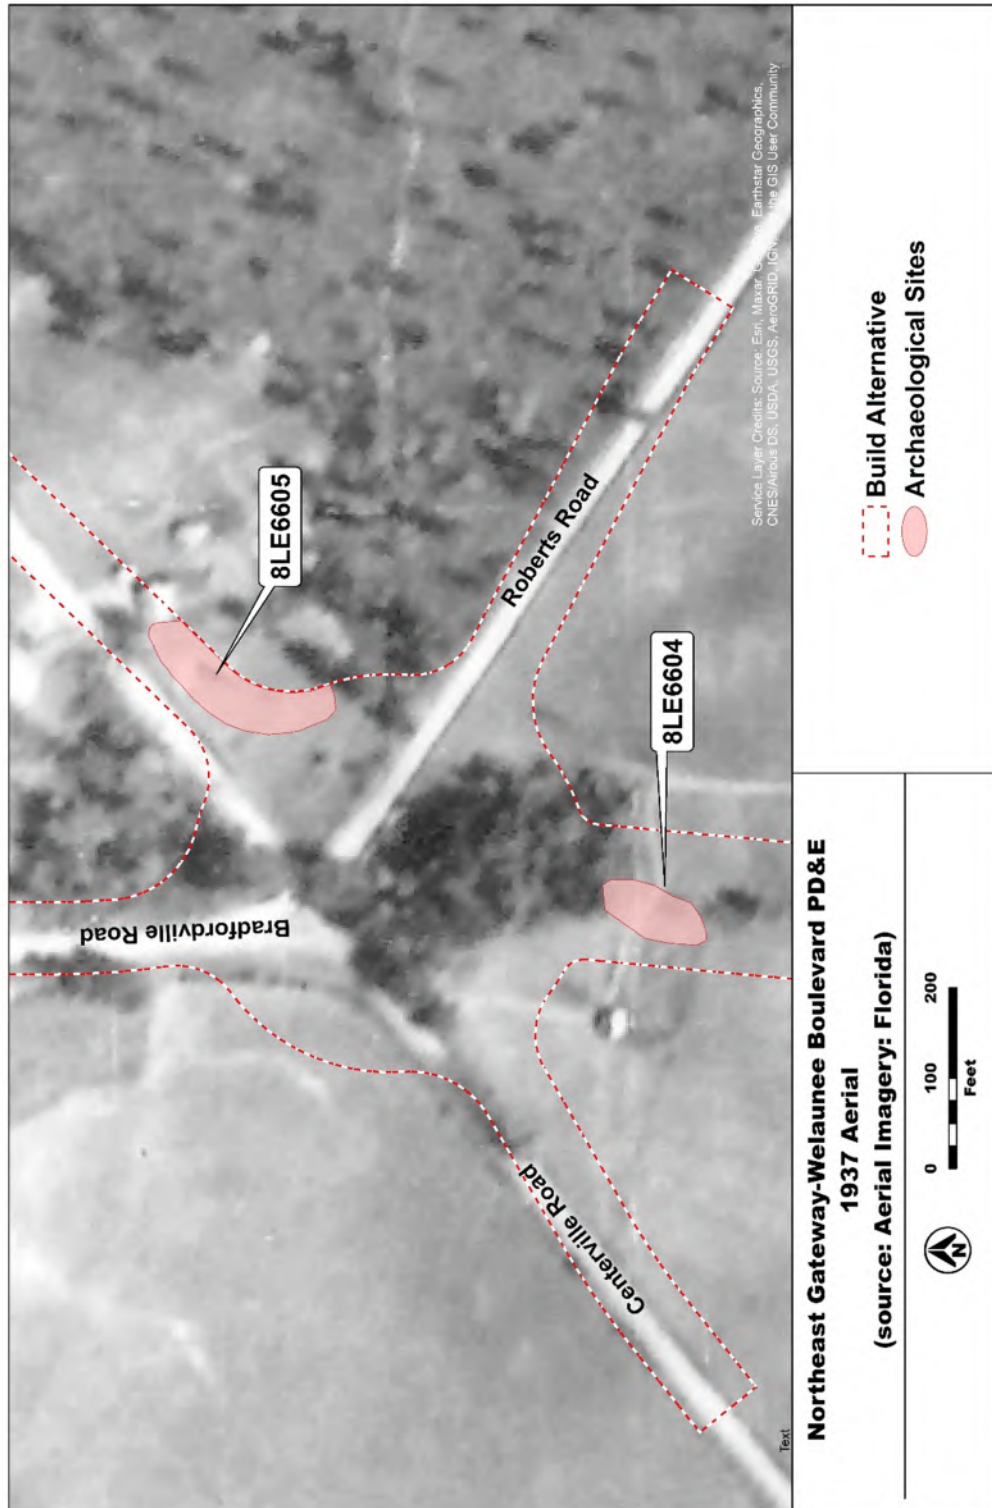 8LE6605
Bradfordville Road
Roberts Road
8LE6604
Centerville Road
Service Layer Credits: Source: Esri, Maxar, Earthstar Geographics,
CNES/Airbus DS, USDA, USGS, AeroGRID, IGN, the GIS User Community
Text
Northeast Gateway-Welaunee Boulevard PD&E
1937 Aerial
(source: Aerial Imagery: Florida)
N
0 100 200
Feet
Build Alternative
Archaeological Sites